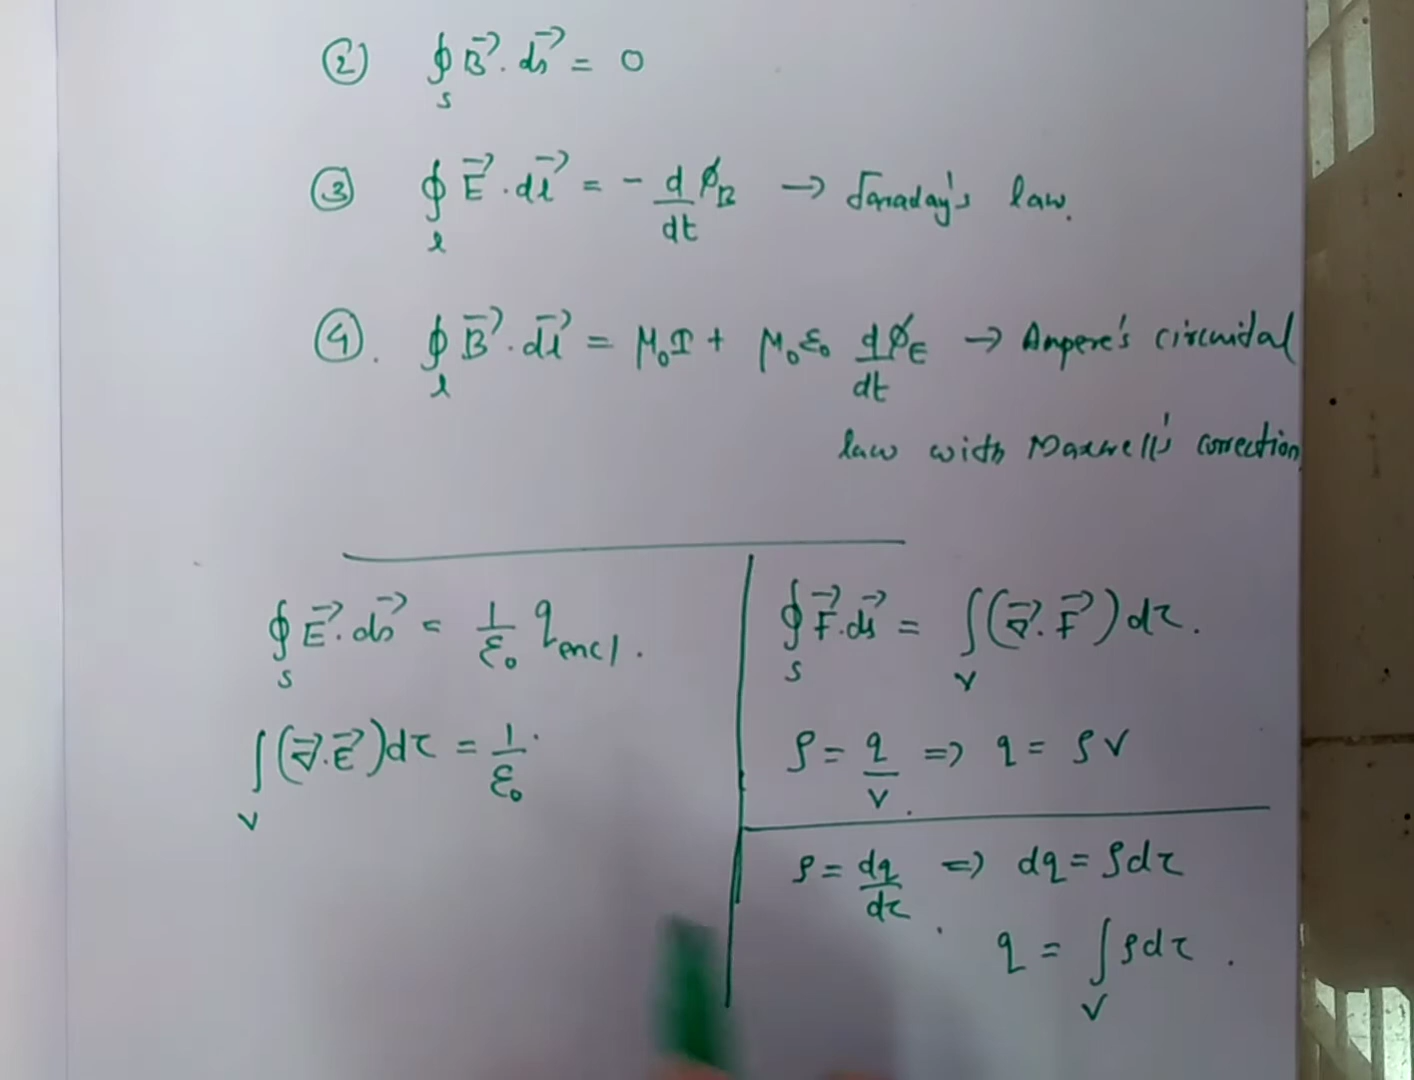 ② ∮_S B⃗.ds⃗ = 0
③ ∮_l E⃗.dl⃗ = - d/dt ϕ_B → Faraday's law.
④. ∮_l B⃗.dl⃗ = μ₀I + μ₀ε₀ dϕ_E/dt → Ampere's circuital
law with Maxwell's correction
∮_S E⃗.ds⃗ = 1/ε₀ q_encl.
∫_V (∇⃗.E⃗)dτ = 1/ε₀
∮_S F⃗.ds⃗ = ∫_V (∇⃗.F⃗)dτ.
ρ = q/V => q = ρV
ρ = dq/dτ => dq = ρdτ
q = ∫_V ρdτ.